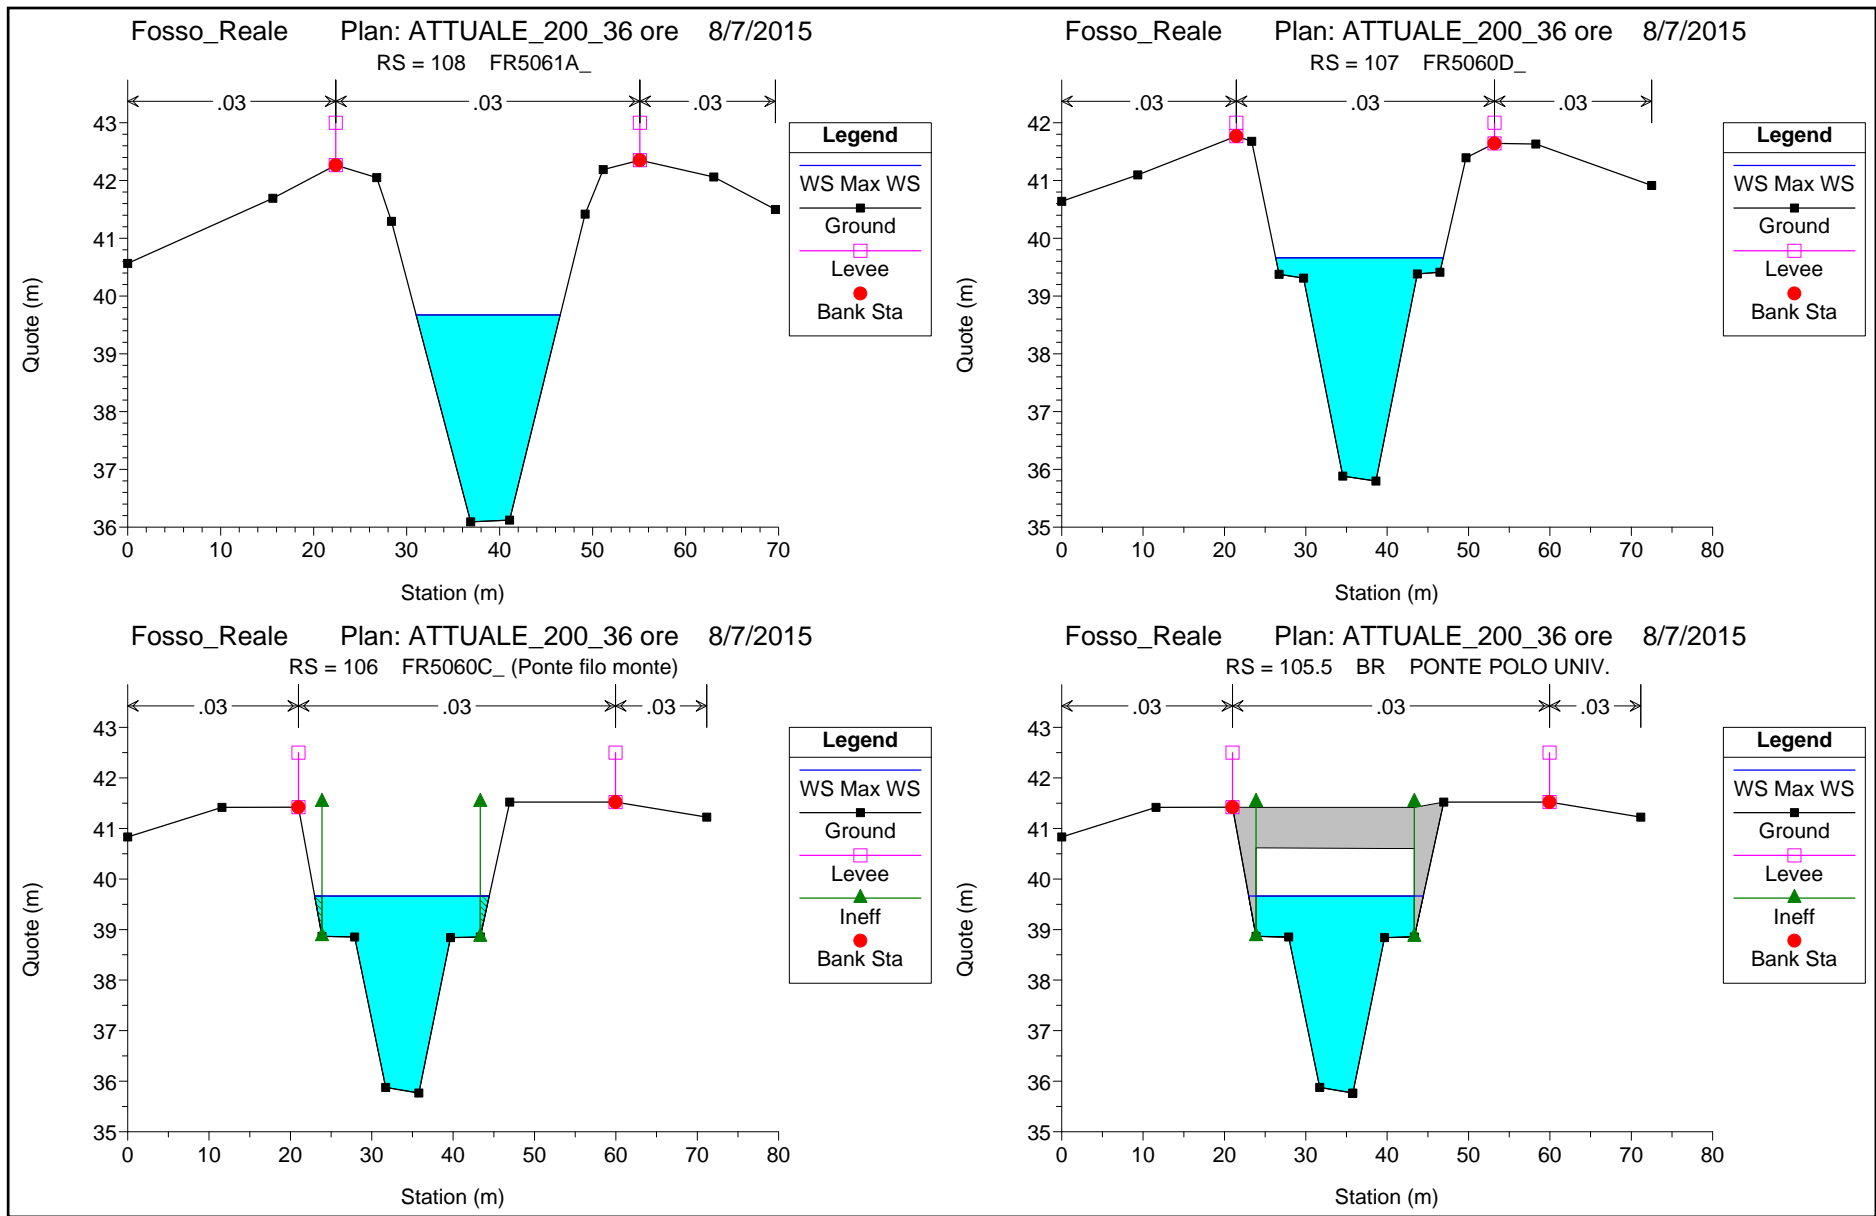 Fosso_Reale Plan: ATTUALE_200_36 ore 8/7/2015
RS = 108 FR5061A_
.03 .03 .03
43
42
41
40
39
38
37
36
Quote (m)
0 10 20 30 40 50 60 70
Station (m)
Legend
WS Max WS
Ground
Levee
Bank Sta
Fosso_Reale Plan: ATTUALE_200_36 ore 8/7/2015
RS = 107 FR5060D_
.03 .03 .03
42
41
40
39
38
37
36
35
Quote (m)
0 10 20 30 40 50 60 70 80
Station (m)
Legend
WS Max WS
Ground
Levee
Bank Sta
Fosso_Reale Plan: ATTUALE_200_36 ore 8/7/2015
RS = 106 FR5060C_ (Ponte filo monte)
.03 .03 .03
43
42
41
40
39
38
37
36
35
Quote (m)
0 10 20 30 40 50 60 70 80
Station (m)
Legend
WS Max WS
Ground
Levee
Ineff
Bank Sta
Fosso_Reale Plan: ATTUALE_200_36 ore 8/7/2015
RS = 105.5 BR PONTE POLO UNIV.
.03 .03 .03
43
42
41
40
39
38
37
36
35
Quote (m)
0 10 20 30 40 50 60 70 80
Station (m)
Legend
WS Max WS
Ground
Levee
Ineff
Bank Sta